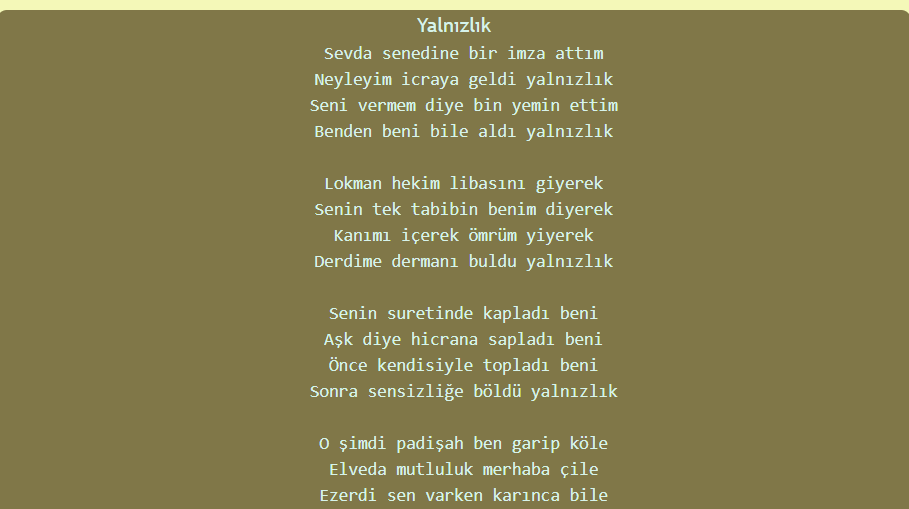 Yalnızlık
Sevda senedine bir imza attım
Neyleyim icraya geldi yalnızlık
Seni vermem diye bin yemin ettim
Benden beni bile aldı yalnızlık
Lokman hekim libasını giyerek
Senin tek tabibin benim diyerek
Kanımı içerek ömrüm yiyerek
Derdime dermanı buldu yalnızlık
Senin suretinde kapladı beni
Aşk diye hicrana sapladı beni
Önce kendisiyle topladı beni
Sonra sensizliğe böldü yalnızlık
O şimdi padişah ben garip köle
Elveda mutluluk merhaba çile
Ezerdi sen varken karınca bile